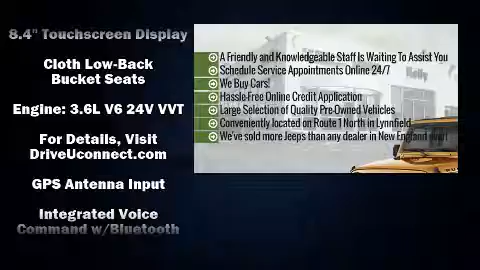 8.4" Touchscreen Display
Cloth Low-Back
Bucket Seats
Engine: 3.6L V6 24V VVT
For Details, Visit
DriveUconnect.com
GPS Antenna Input
Integrated Voice
Command w/Bluetooth
A Friendly and Knowledgeable Staff Is Waiting To Assist You
Schedule Service Appointments Online 24/7
We Buy Cars!
Hassle-Free Online Credit Application
Large Selection of Quality Pre-Owned Vehicles
Conveniently located on Route 1 North in Lynnfield
We've sold more Jeeps than any dealer in New England
Kelly